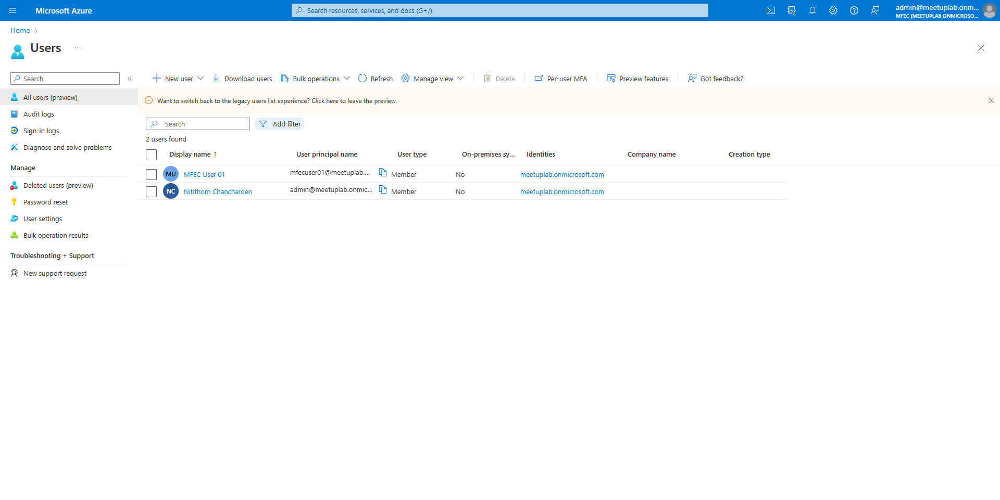 Microsoft Azure
Search resources, services, and docs (G+/)
admin@meetuplab.onm...
MFEC (MEETUPLAB.ONMICROSO...
Home
Users
...
Search
«
New user
Download users
Bulk operations
Refresh
Manage view
Delete
Per-user MFA
Preview features
Got feedback?
All users (preview)
Audit logs
Sign-in logs
Diagnose and solve problems
Manage
Deleted users (preview)
Password reset
User settings
Bulk operation results
Troubleshooting + Support
New support request
Want to switch back to the legacy users list experience? Click here to leave the preview.
Search
Add filter
2 users found
Display name ↑ User principal name User type On-premises sy... Identities Company name Creation type
MU MFEC User 01 mfecuser01@meetuplab.... Member No meetuplab.onmicrosoft.com
NC Nitithorn Chancharoen admin@meetuplab.onmic... Member No meetuplab.onmicrosoft.com